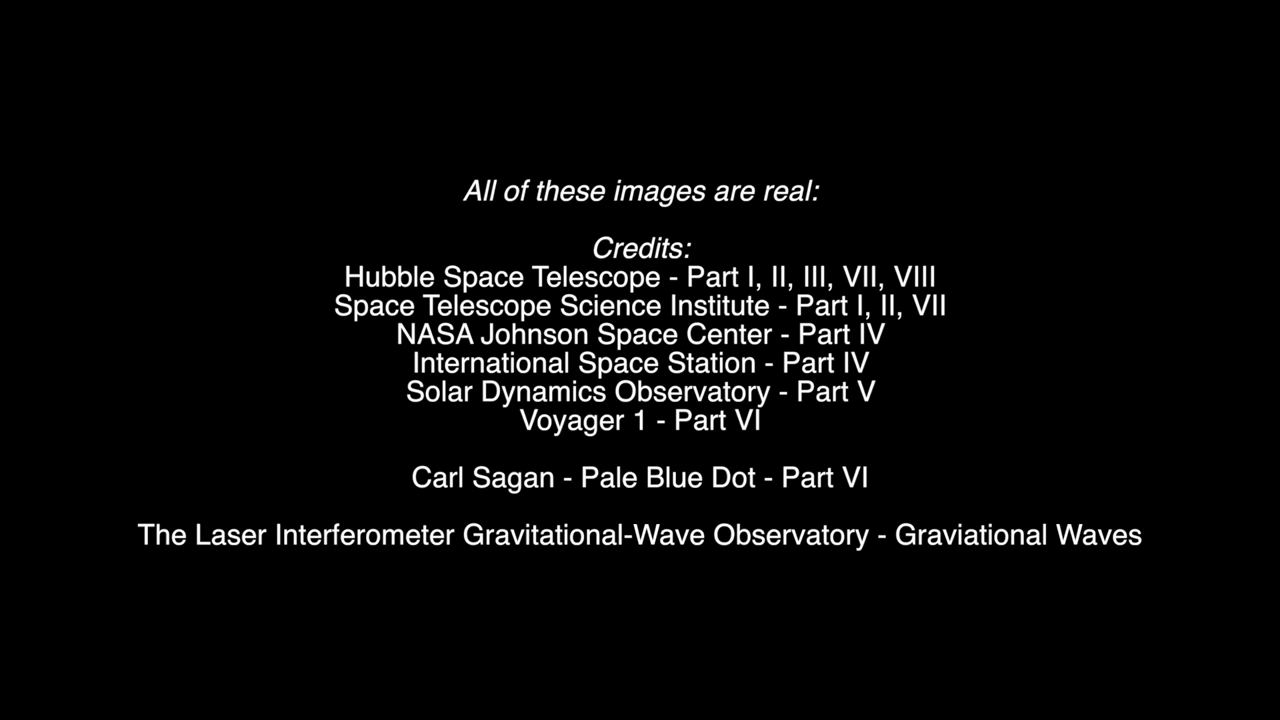 All of these images are real:
Credits:
Hubble Space Telescope - Part I, II, III, VII, VIII
Space Telescope Science Institute - Part I, II, VII
NASA Johnson Space Center - Part IV
International Space Station - Part IV
Solar Dynamics Observatory - Part V
Voyager 1 - Part VI
Carl Sagan - Pale Blue Dot - Part VI
The Laser Interferometer Gravitational-Wave Observatory - Graviational Waves